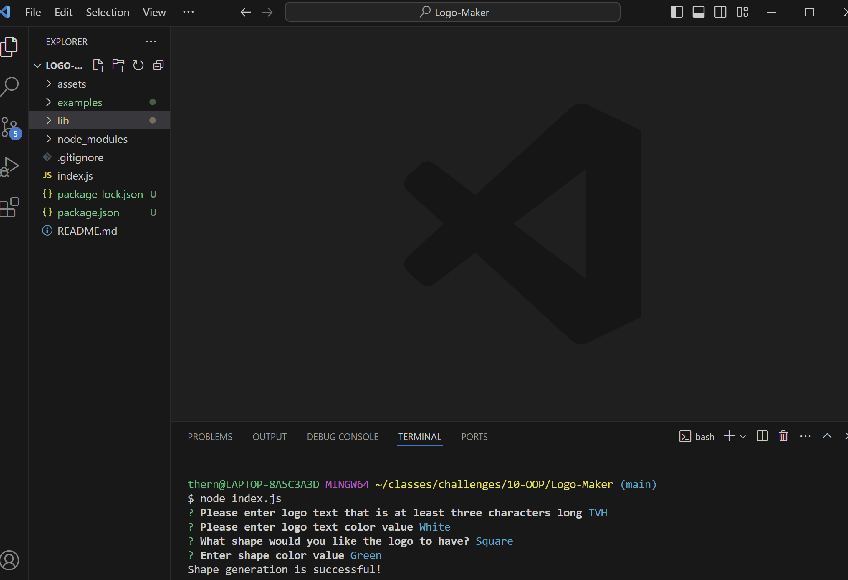 File Edit Selection View ··· Logo-Maker
EXPLORER ···
LOGO-...
assets
examples
lib
node_modules
.gitignore
JS index.js
{} package-lock.json U
{} package.json U
README.md
5
PROBLEMS OUTPUT DEBUG CONSOLE TERMINAL PORTS bash
thern@LAPTOP-8A5C3A3D MINGW64 ~/classes/challenges/10-OOP/Logo-Maker (main)
$ node index.js
? Please enter logo text that is at least three characters long TVH
? Please enter logo text color value White
? What shape would you like the logo to have? Square
? Enter shape color value Green
Shape generation is successful!